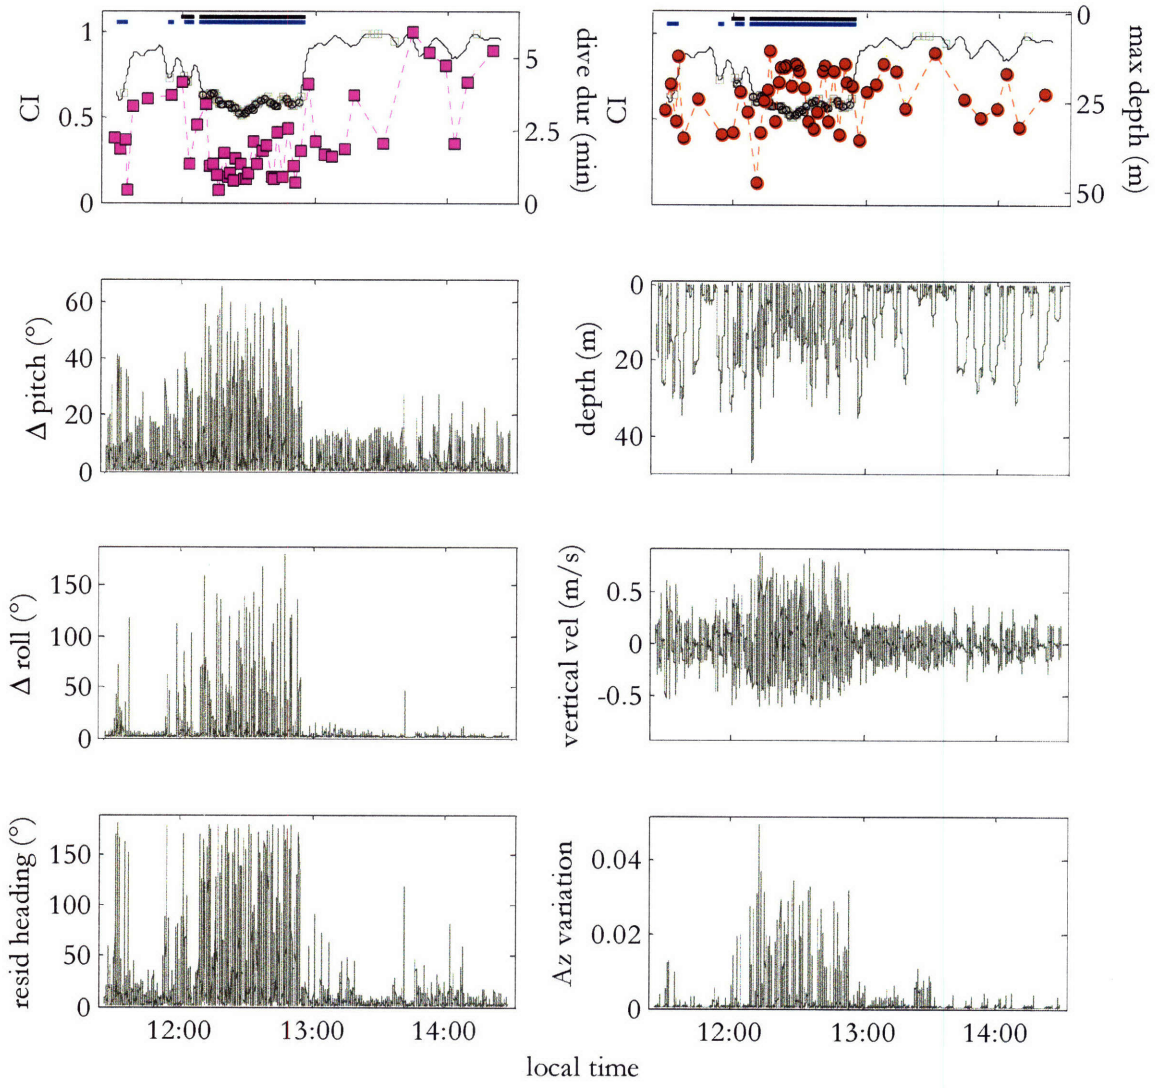 1
0.5
0
CI
5
2.5
0
dive dur (min)
CI
0
25
50
max depth (m)
60
40
20
0
Δ pitch (°)
0
20
40
depth (m)
150
100
50
0
Δ roll (°)
0.5
0
-0.5
vertical vel (m/s)
150
100
50
0
resid heading (°)
0.04
0.02
0
Az variation
12:00 13:00 14:00
12:00 13:00 14:00
local time